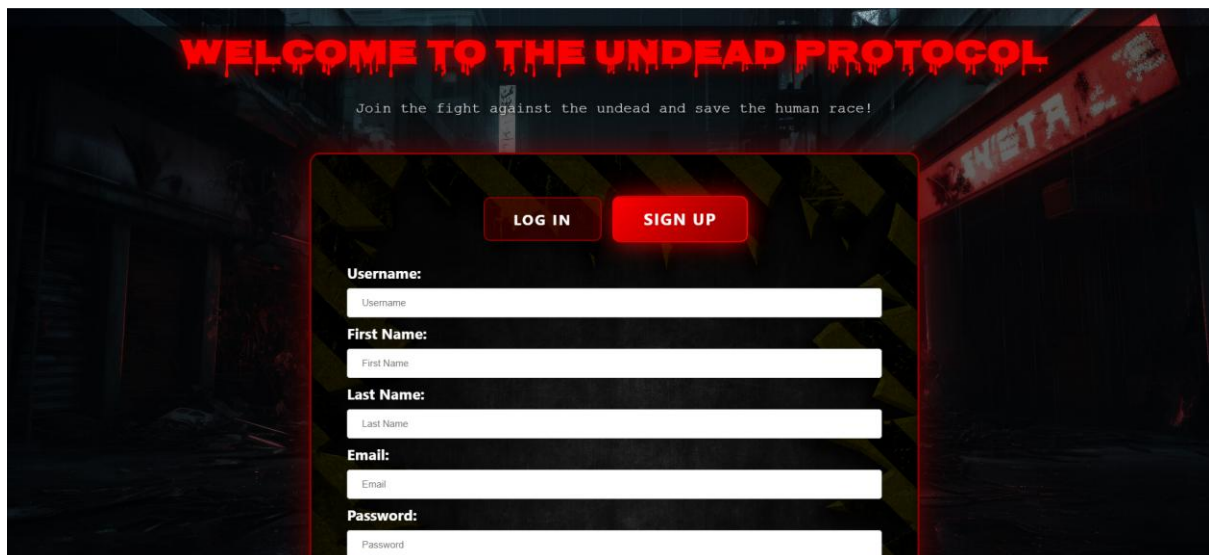 WELCOME TO THE UNDEAD PROTOCOL
Join the fight against the undead and save the human race!
LOG IN
SIGN UP
Username:
Username
First Name:
First Name
Last Name:
Last Name
Email:
Email
Password:
Password